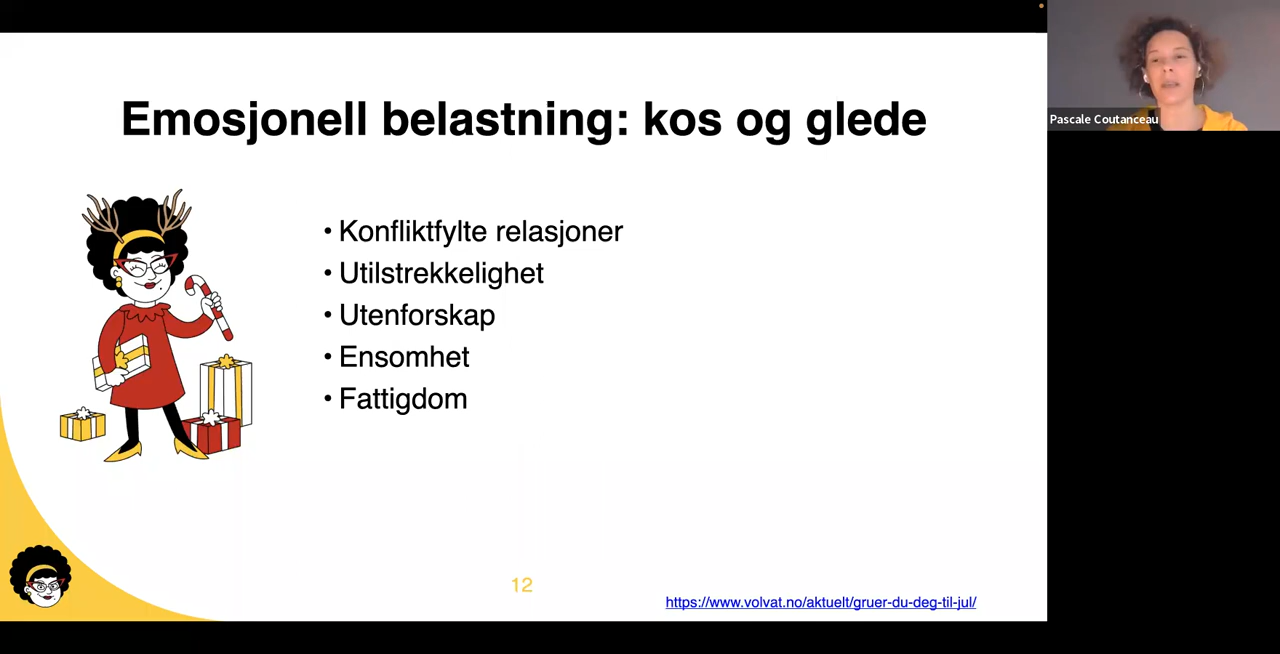 Emosjonell belastning: kos og glede
• Konfliktfylte relasjoner
• Utilstrekkelighet
• Utenforskap
• Ensomhet
• Fattigdom
12
https://www.volvat.no/aktuelt/gruer-du-deg-til-jul/
Pascale Coutanceau